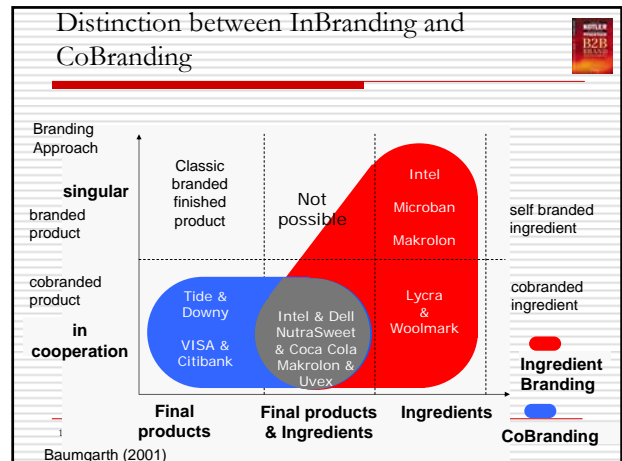 Distinction between InBranding and
CoBranding
KOTLER
B2B
BRAND
Branding
Approach
singular
branded
product
cobranded
product
in
cooperation
Classic
branded
finished
product
Not
possible
Intel
Microban
Makrolon
self branded
ingredient
Tide &
Downy
VISA &
Citibank
Intel & Dell
NutraSweet
& Coca Cola
Makrolon &
Uvex
Lycra
&
Woolmark
cobranded
ingredient
Ingredient
Branding
CoBranding
Final
products
Final products
& Ingredients
Ingredients
1
Baumgarth (2001)